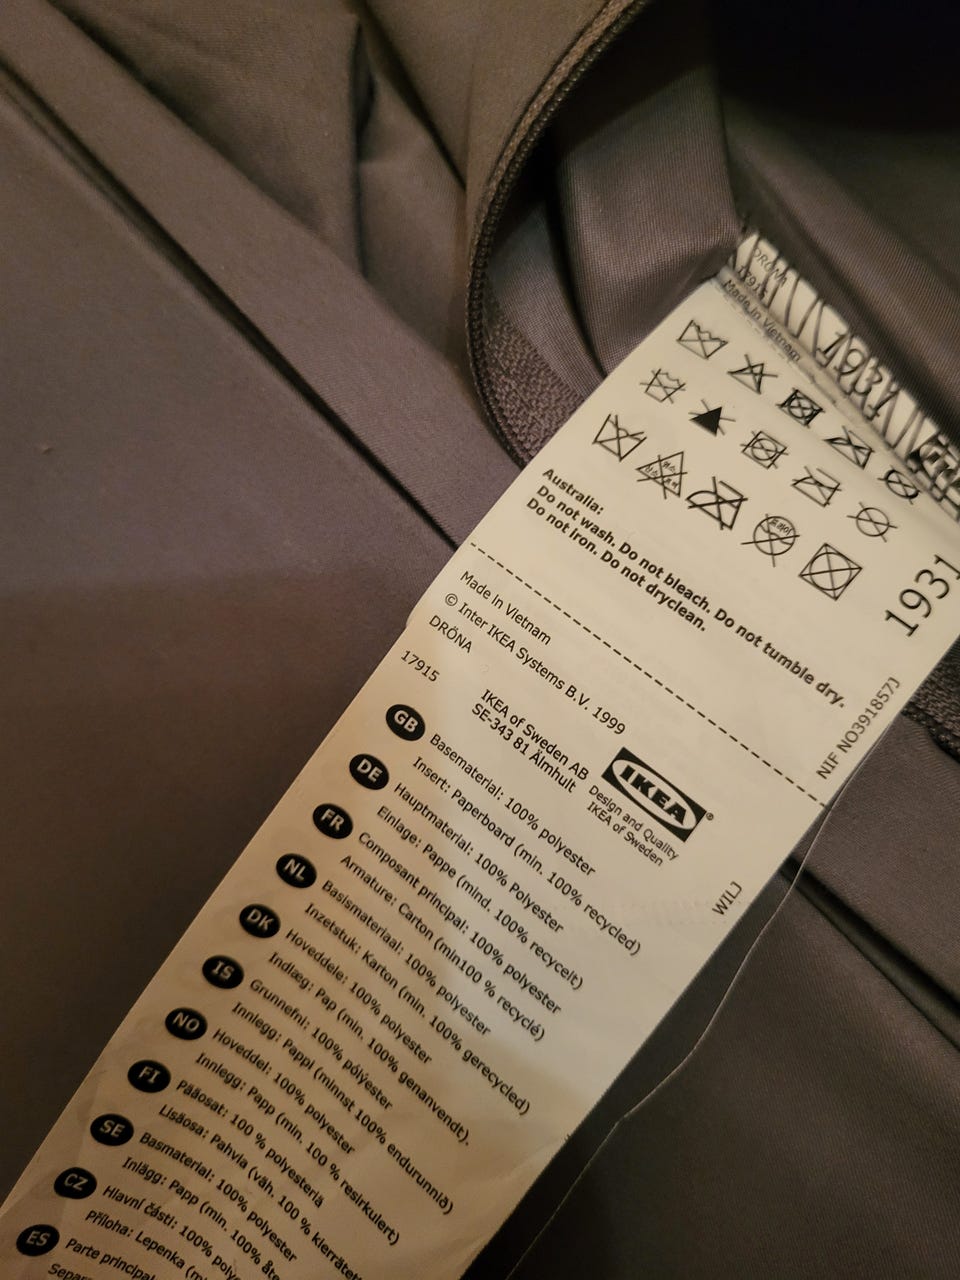 DRÖNA
17915
Made in Vietnam
1931
Australia:
Do not wash. Do not bleach. Do not tumble dry.
Do not iron. Do not dryclean.
1931
Made in Vietnam
© Inter IKEA Systems B.V. 1999
DRÖNA
17915
NIF NO391857J
IKEA of Sweden AB
SE-343 81 Älmhult
IKEA®
Design and Quality
IKEA of Sweden
WILJ
GB Basematerial: 100% polyester
Insert: Paperboard (min. 100% recycled)
DE Hauptmaterial: 100% Polyester
Einlage: Pappe (mind. 100% recycelt)
FR Composant principal: 100% polyester
Armature: Carton (min100 % recyclé)
NL Basismateriaal: 100% polyester
Inzetstuk: Karton (min. 100% gerecycled)
DK Hoveddele: 100% polyester
Indlæg: Pap (min. 100% genanvendt).
IS Grunnefni: 100% pólýester
Innlegg: Pappi (minnst 100% endurunnið)
NO Hoveddel: 100% polyester
Innlegg: Papp (min. 100 % resirkulert)
FI Pääosat: 100 % polyesteriä
Lisäosa: Pahvia (väh. 100 % kierrätet
SE Basmaterial: 100% polyester
Inlägg: Papp (min. 100% åte
CZ Hlavní části: 100% poly
Příloha: Lepenka (m
ES Parte principal
Separ